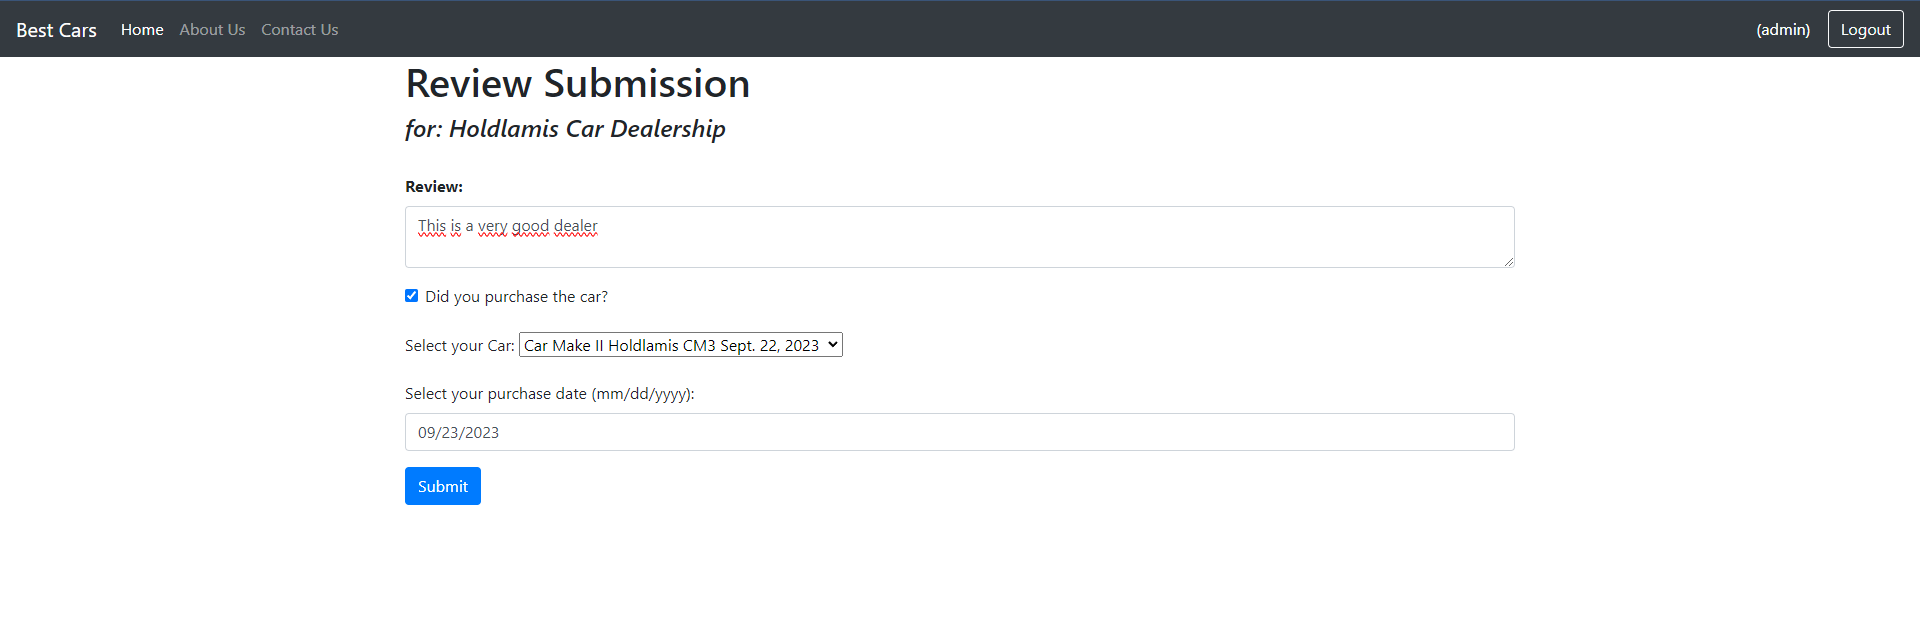 Best Cars Home About Us Contact Us (admin) Logout
Review Submission
for: Holdlamis Car Dealership
Review:
This is a very good dealer
Did you purchase the car?
Select your Car: Car Make II Holdlamis CM3 Sept. 22, 2023
Select your purchase date (mm/dd/yyyy):
09/23/2023
Submit